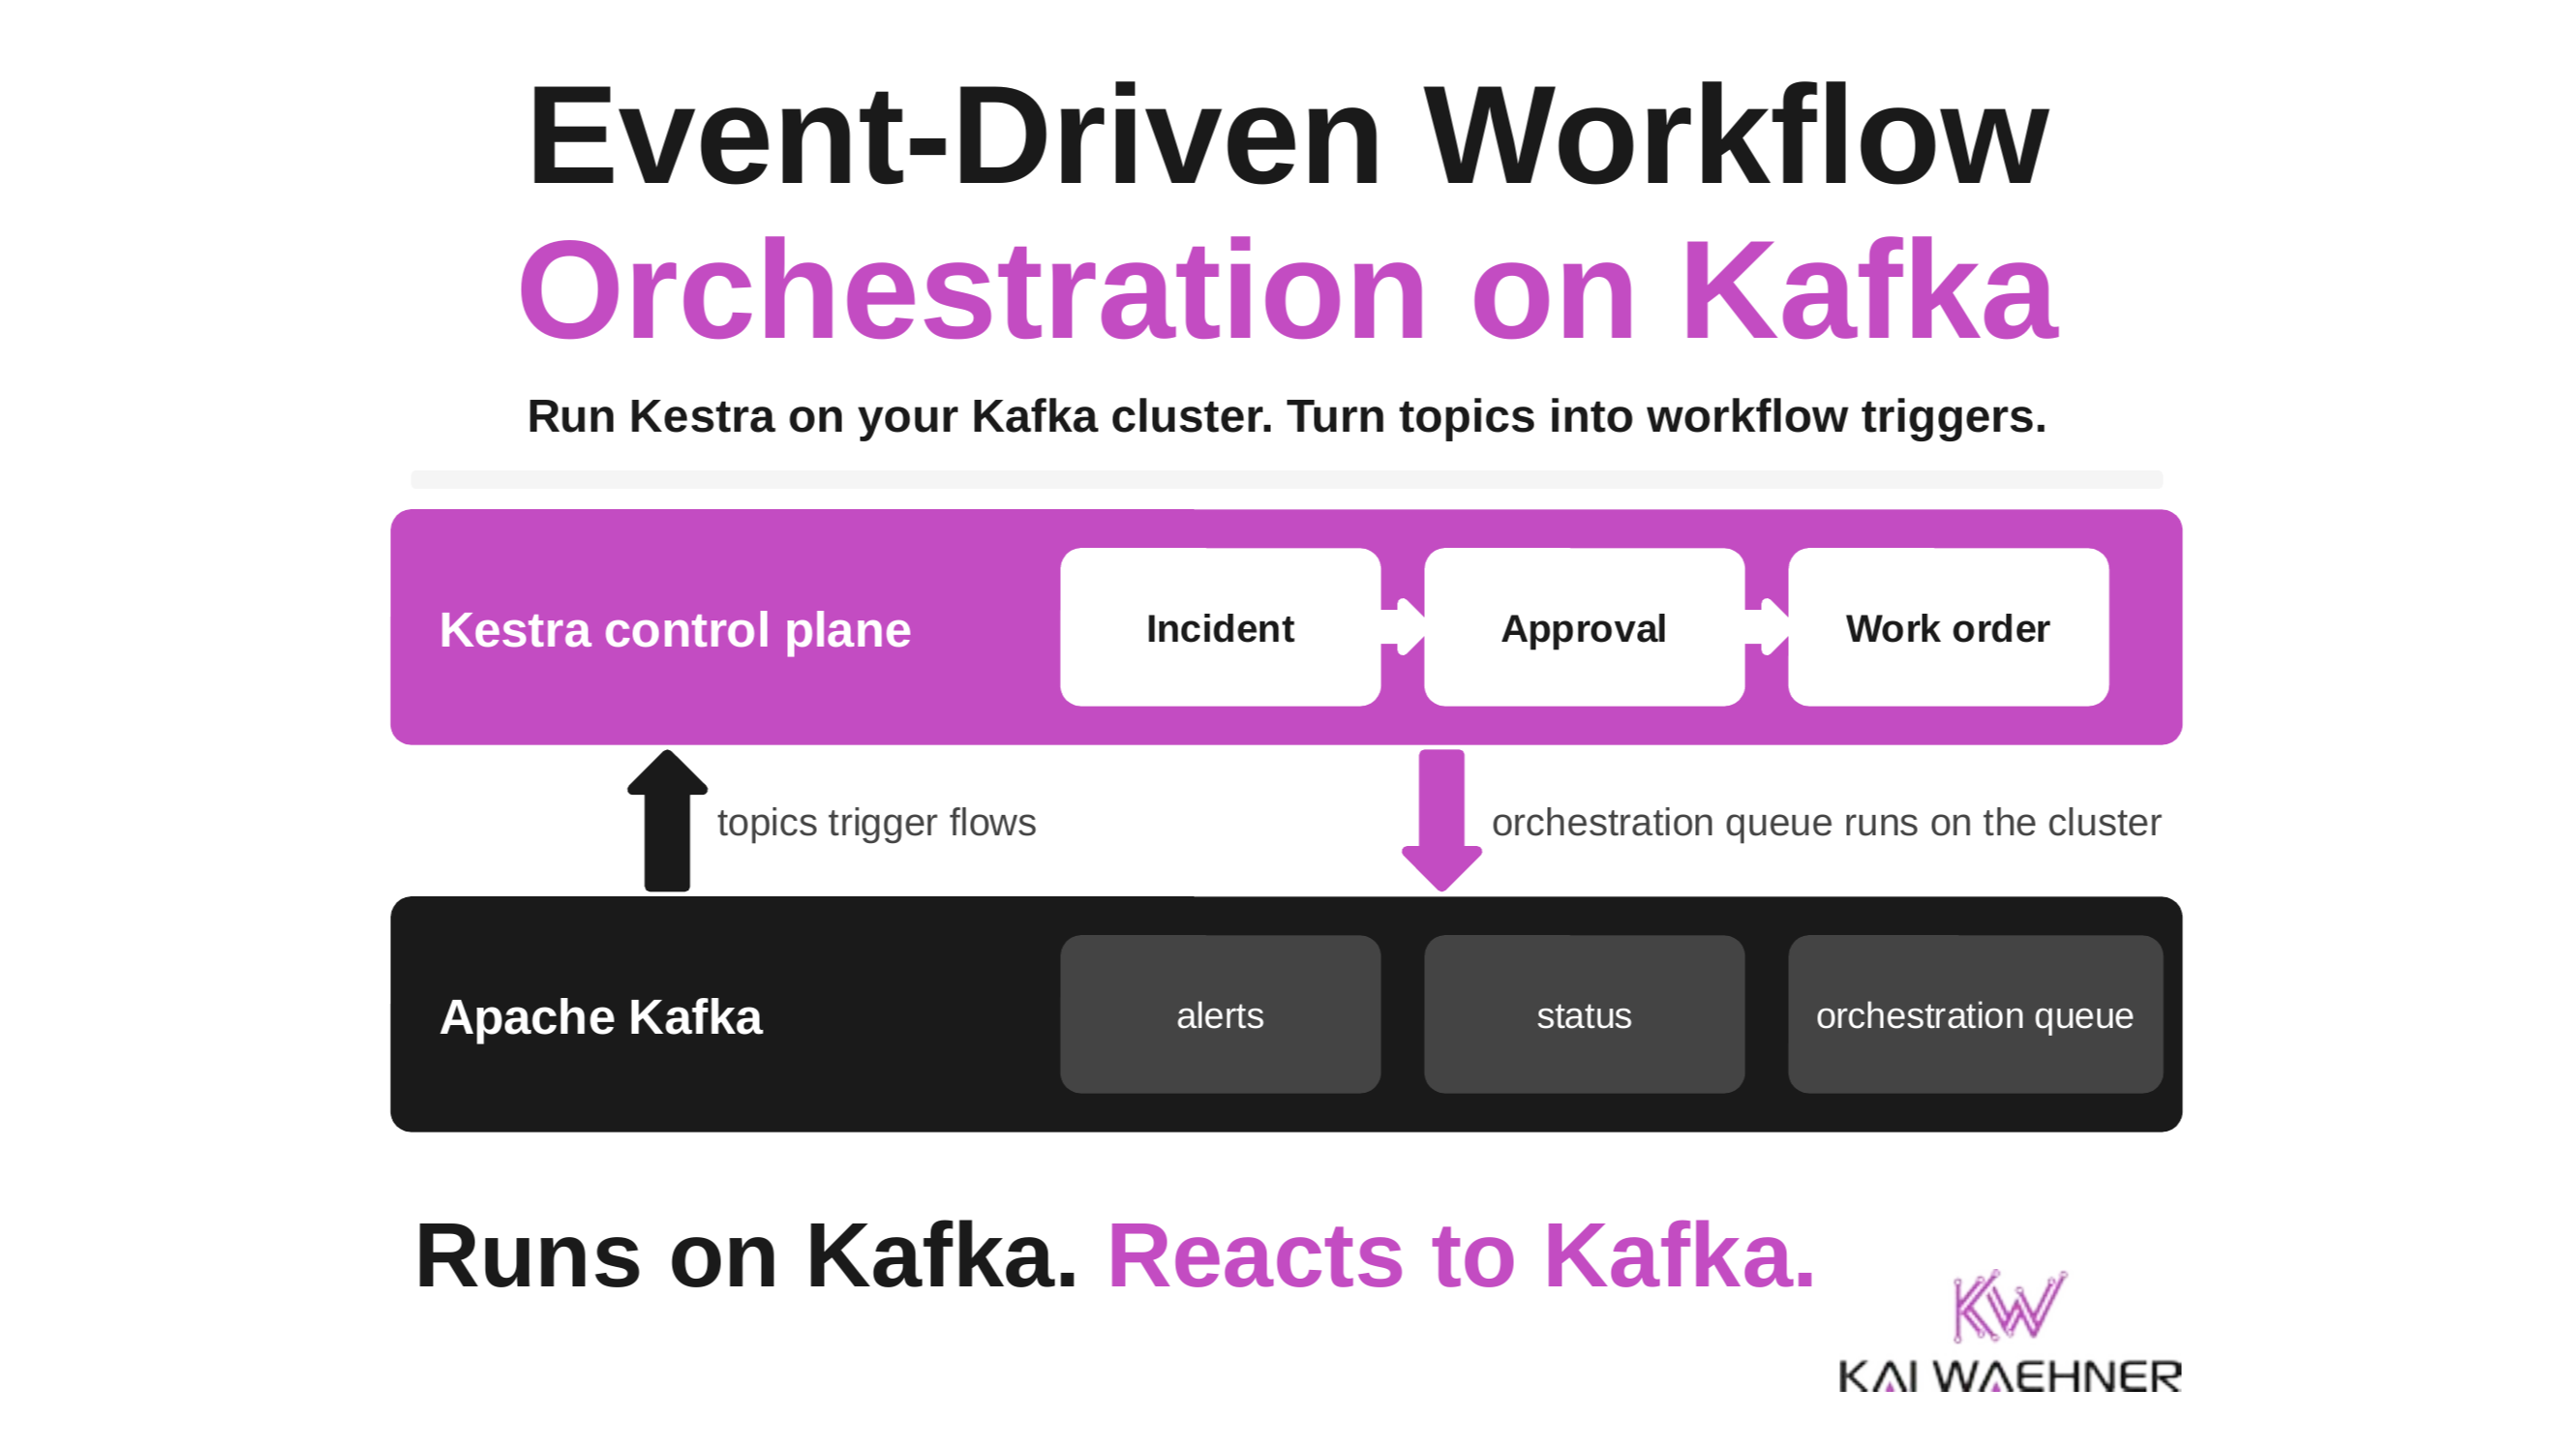 Event-Driven Workflow
Orchestration on Kafka
Run Kestra on your Kafka cluster. Turn topics into workflow triggers.
Kestra control plane
Incident
Approval
Work order
topics trigger flows
orchestration queue runs on the cluster
Apache Kafka
alerts
status
orchestration queue
Runs on Kafka. Reacts to Kafka.
KW
KAI WAEHNER